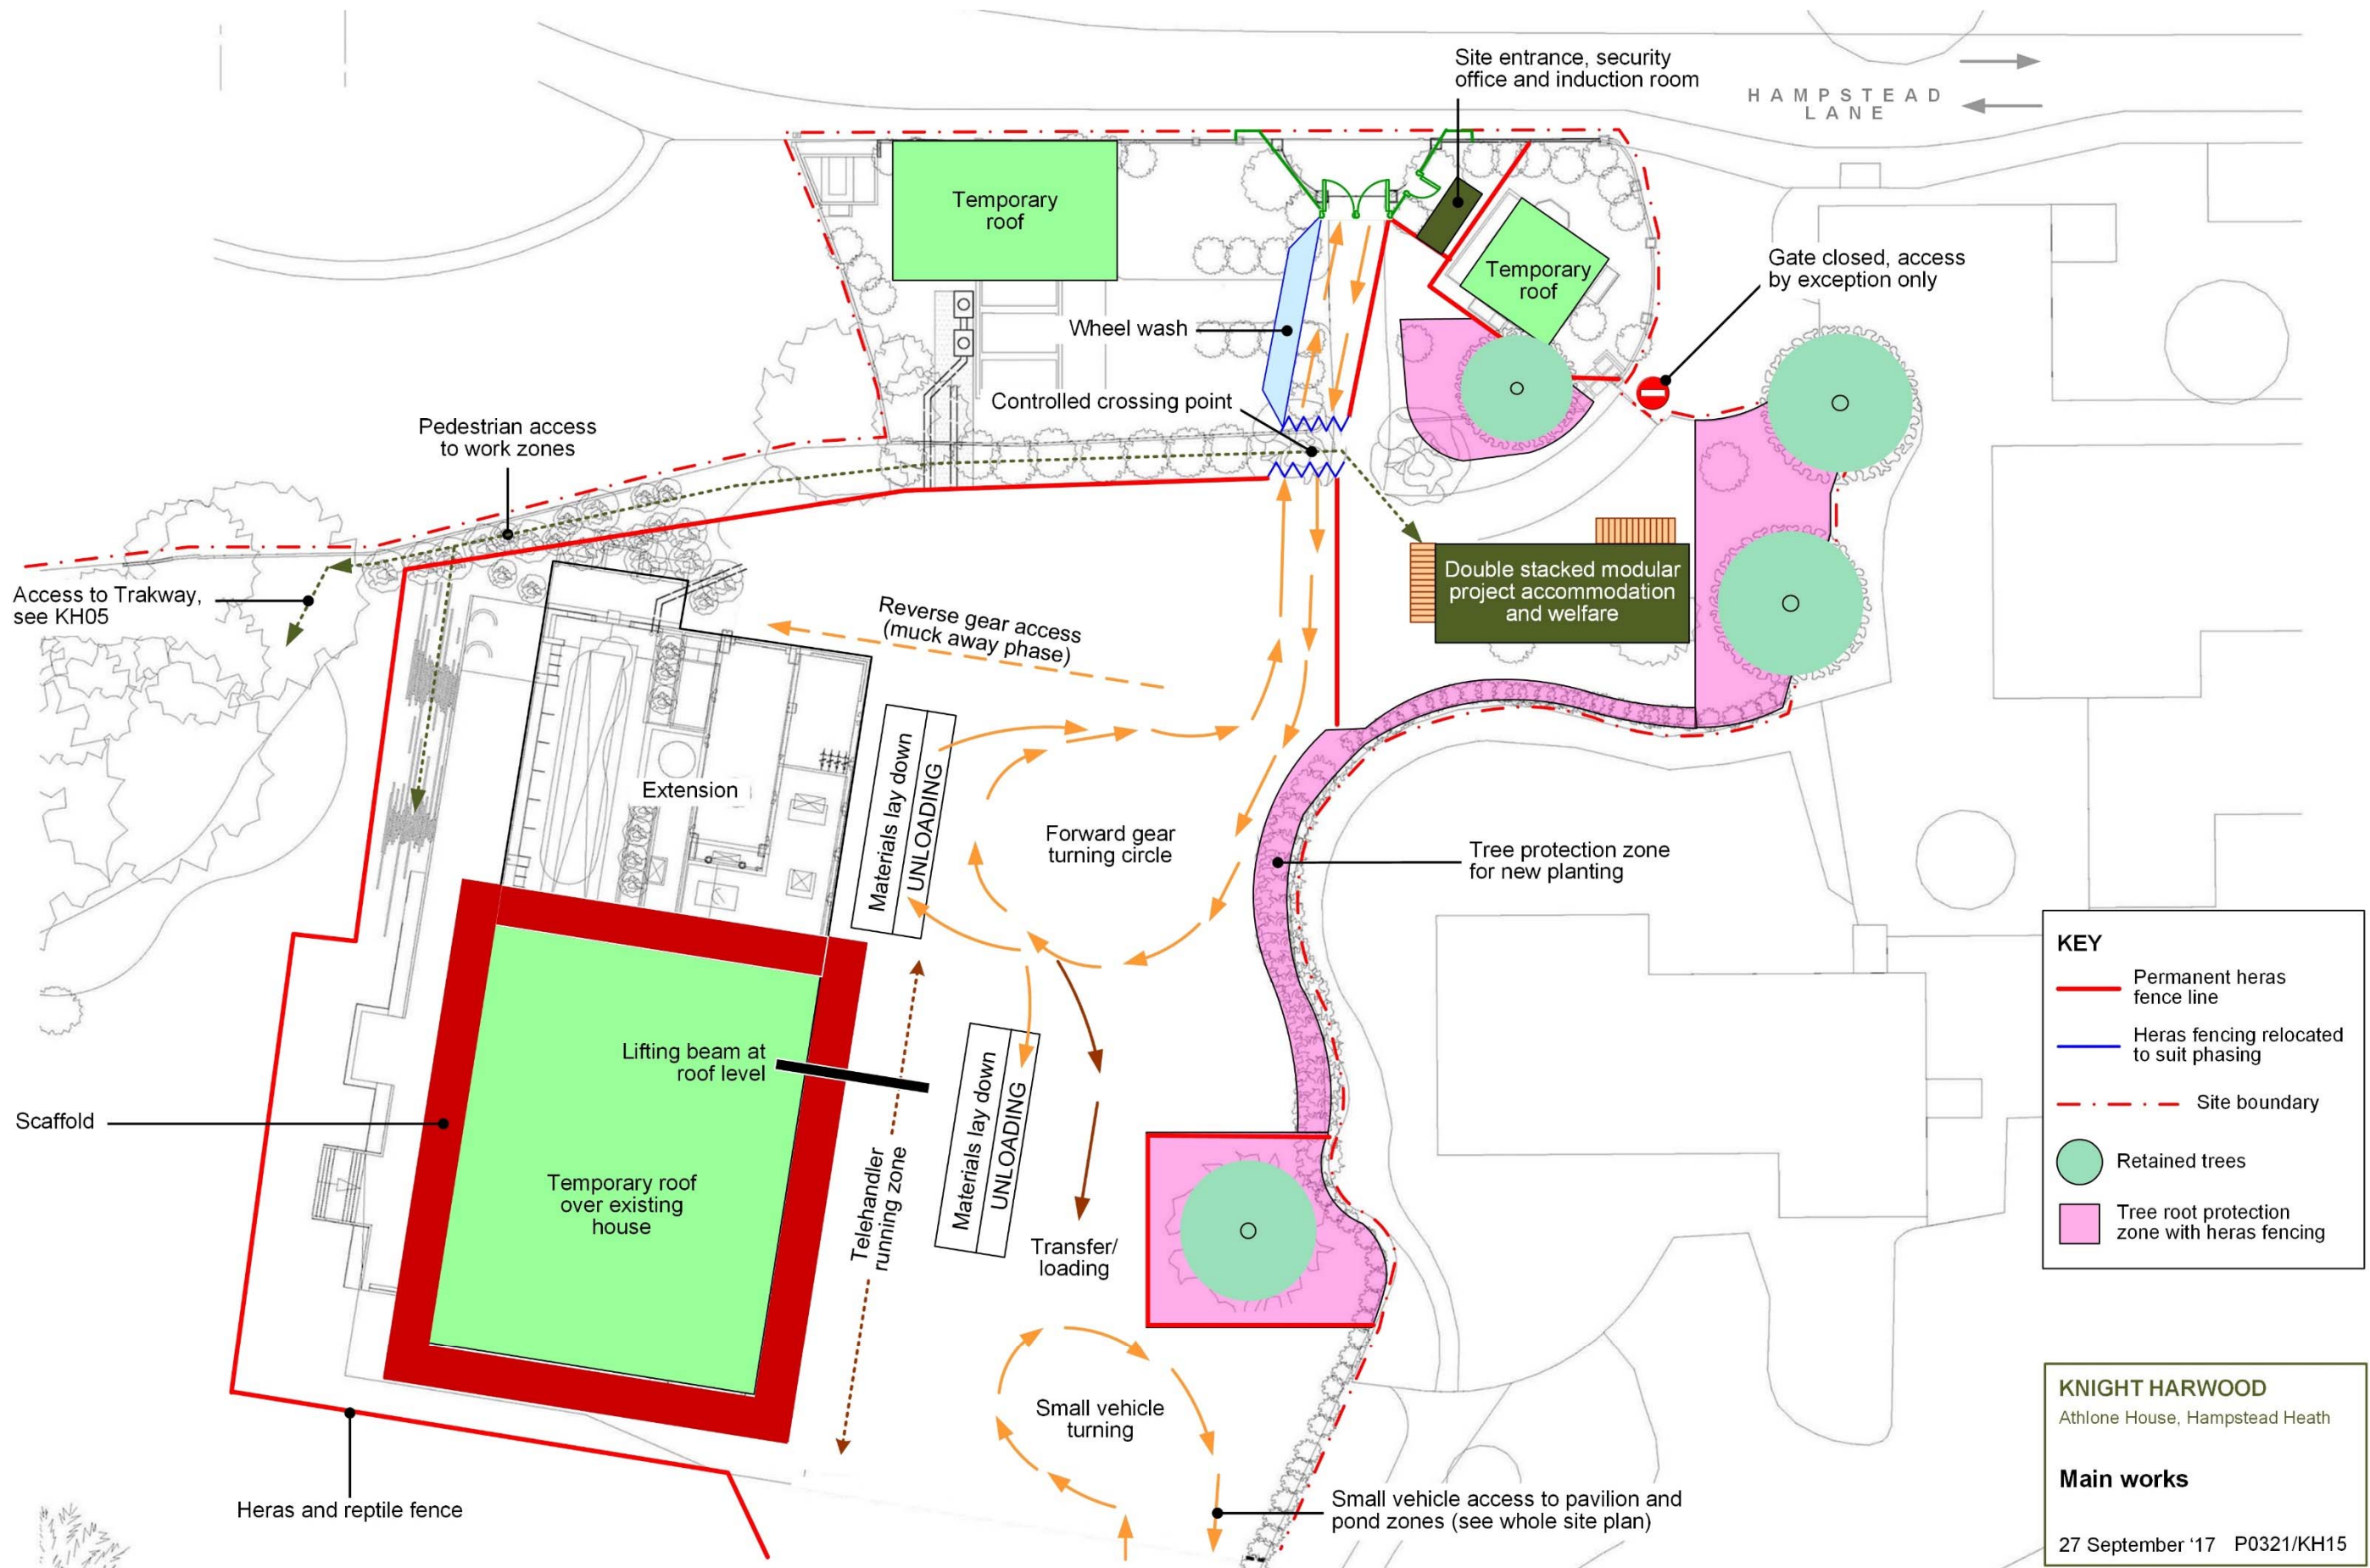 Site entrance, security
office and induction room
HAMPSTEAD
LANE
Temporary
roof
Temporary
roof
Gate closed, access
by exception only
Wheel wash
Controlled crossing point
Pedestrian access
to work zones
Access to Trakway,
see KH05
Double stacked modular
project accommodation
and welfare
Reverse gear access
(muck away phase)
Extension
Materials lay down
UNLOADING
Forward gear
turning circle
Tree protection zone
for new planting
Lifting beam at
roof level
Scaffold
Temporary roof
over existing
house
Telehandler
running zone
Materials lay down
UNLOADING
Transfer/
loading
Small vehicle
turning
Heras and reptile fence
Small vehicle access to pavilion and
pond zones (see whole site plan)
KEY
Permanent heras
fence line
Heras fencing relocated
to suit phasing
Site boundary
Retained trees
Tree root protection
zone with heras fencing
KNIGHT HARWOOD
Athlone House, Hampstead Heath
Main works
27 September ‘17 P0321/KH15